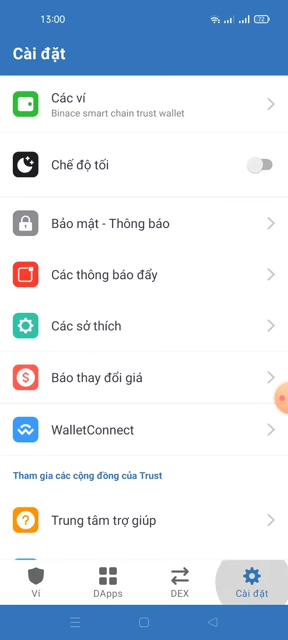 13:00
72
Cài đặt
Các ví
Binace smart chain trust wallet
Chế độ tối
Bảo mật - Thông báo
Các thông báo đẩy
Các sở thích
Báo thay đổi giá
WalletConnect
Tham gia các cộng đồng của Trust
Trung tâm trợ giúp
Ví
DApps
DEX
Cài đặt